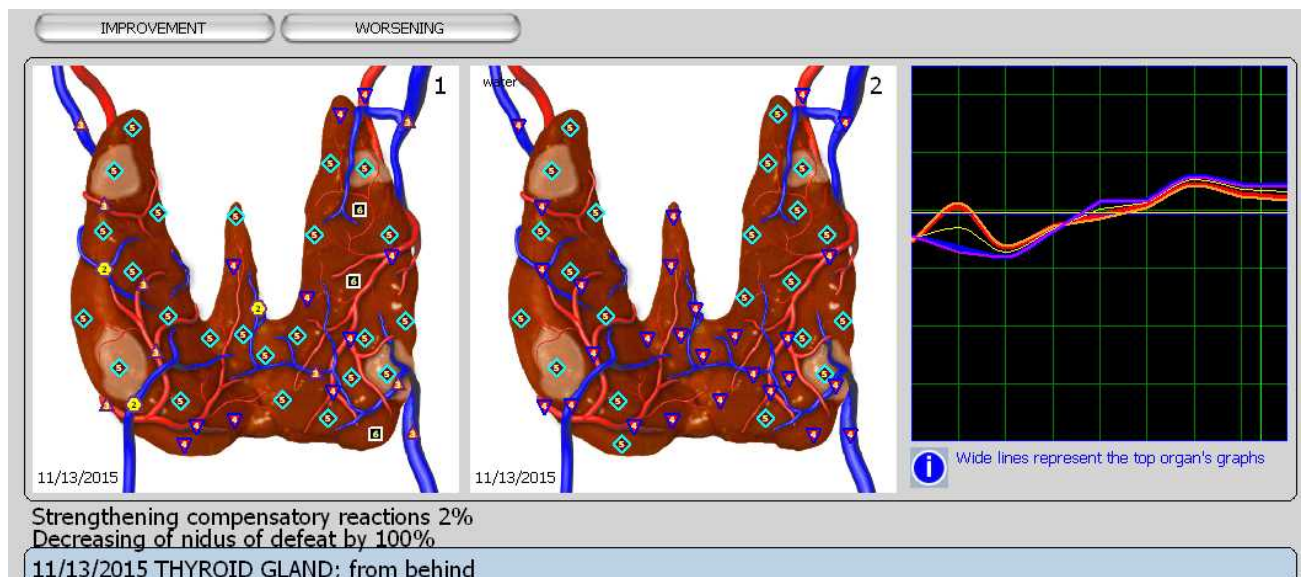 IMPROVEMENT
WORSENING
1
water
2
11/13/2015
11/13/2015
Wide lines represent the top organ's graphs
Strengthening compensatory reactions 2%
Decreasing of nidus of defeat by 100%
11/13/2015 THYROID GLAND; from behind